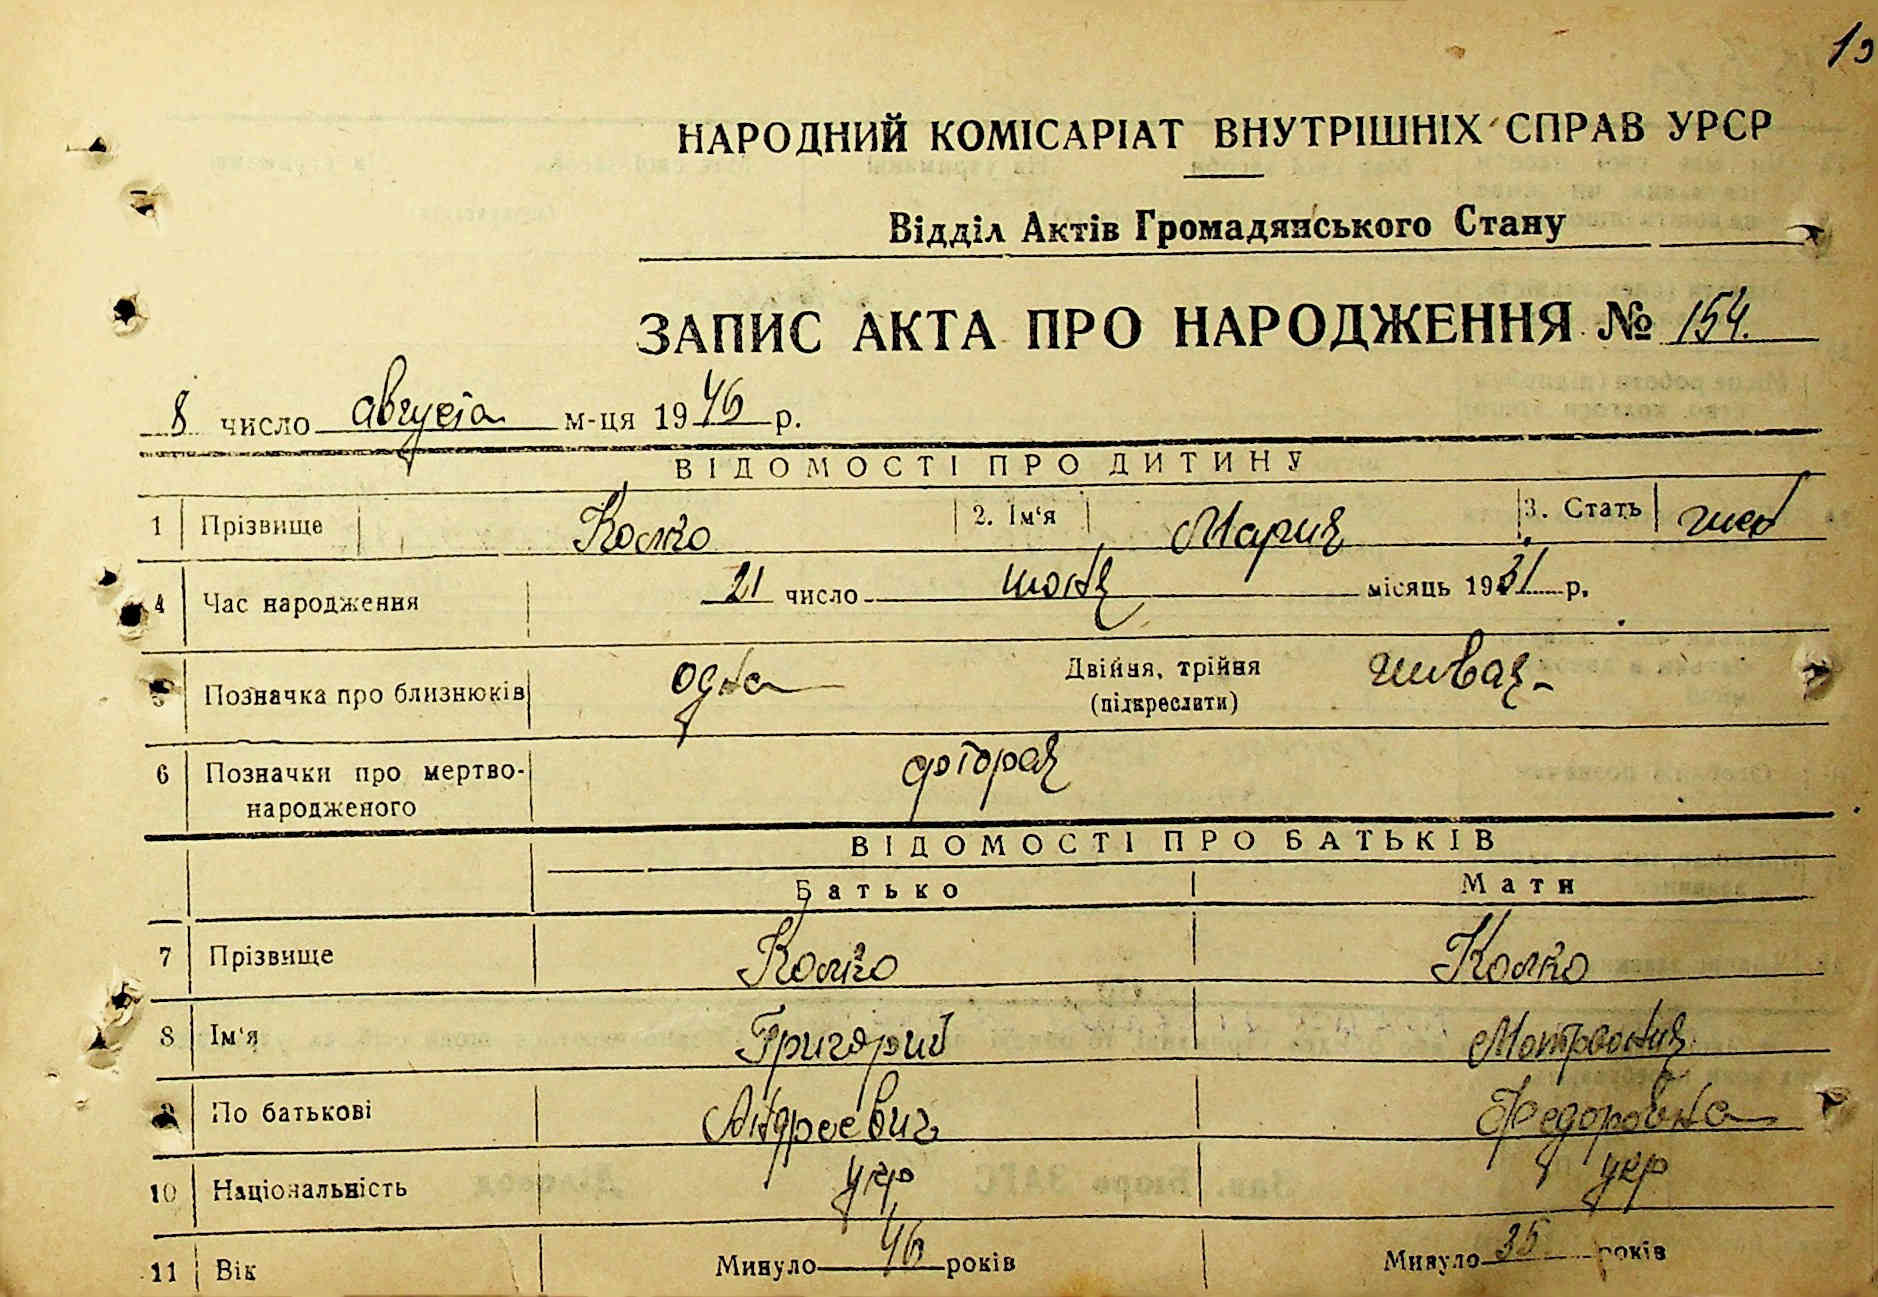 НАРОДНИЙ КОМІСАРІАТ ВНУТРІШНІХ СПРАВ УРСР
Відділ Актів Громадянського Стану
ЗАПИС АКТА ПРО НАРОДЖЕННЯ № 154.
8 число августа м-ця 1946 р.
ВІДОМОСТІ ПРО ДИТИНУ
1 Прізвище Колко 2. Ім'я Мария 3. Стать жен
4 Час народження 21 число июня місяць 1931 р.
5 Позначка про близнюків одна Двійня, трійня живая
(підкреслити)
6 Позначки про мертво-
народженого
ВІДОМОСТІ ПРО БАТЬКІВ
Батько Мати
7 Прізвище Колко Колко
8 Ім'я Григорий
9 По батькові Андреевич Федоровна
10 Національність укр укр
11 Вік Минуло 46 років Минуло 35 років